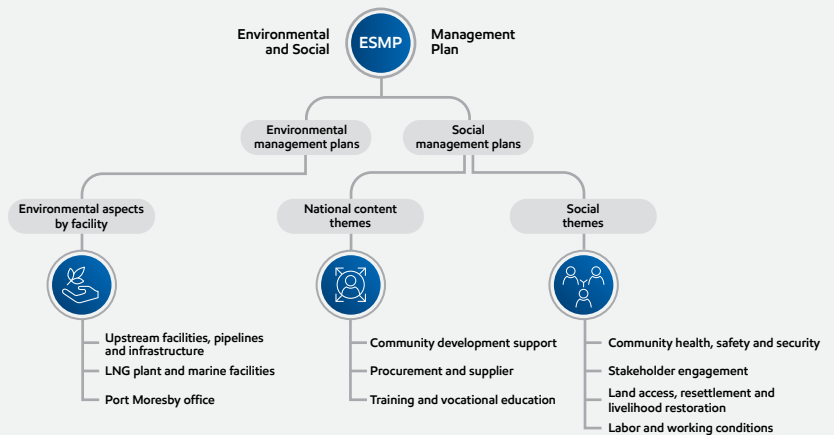 Environmental
and Social
ESMP
Management
Plan
Environmental
management plans
Social
management plans
Environmental aspects
by facility
National content
themes
Social
themes
Upstream facilities, pipelines
and infrastructure
LNG plant and marine facilities
Port Moresby office
Community development support
Procurement and supplier
Training and vocational education
Community health, safety and security
Stakeholder engagement
Land access, resettlement and
livelihood restoration
Labor and working conditions